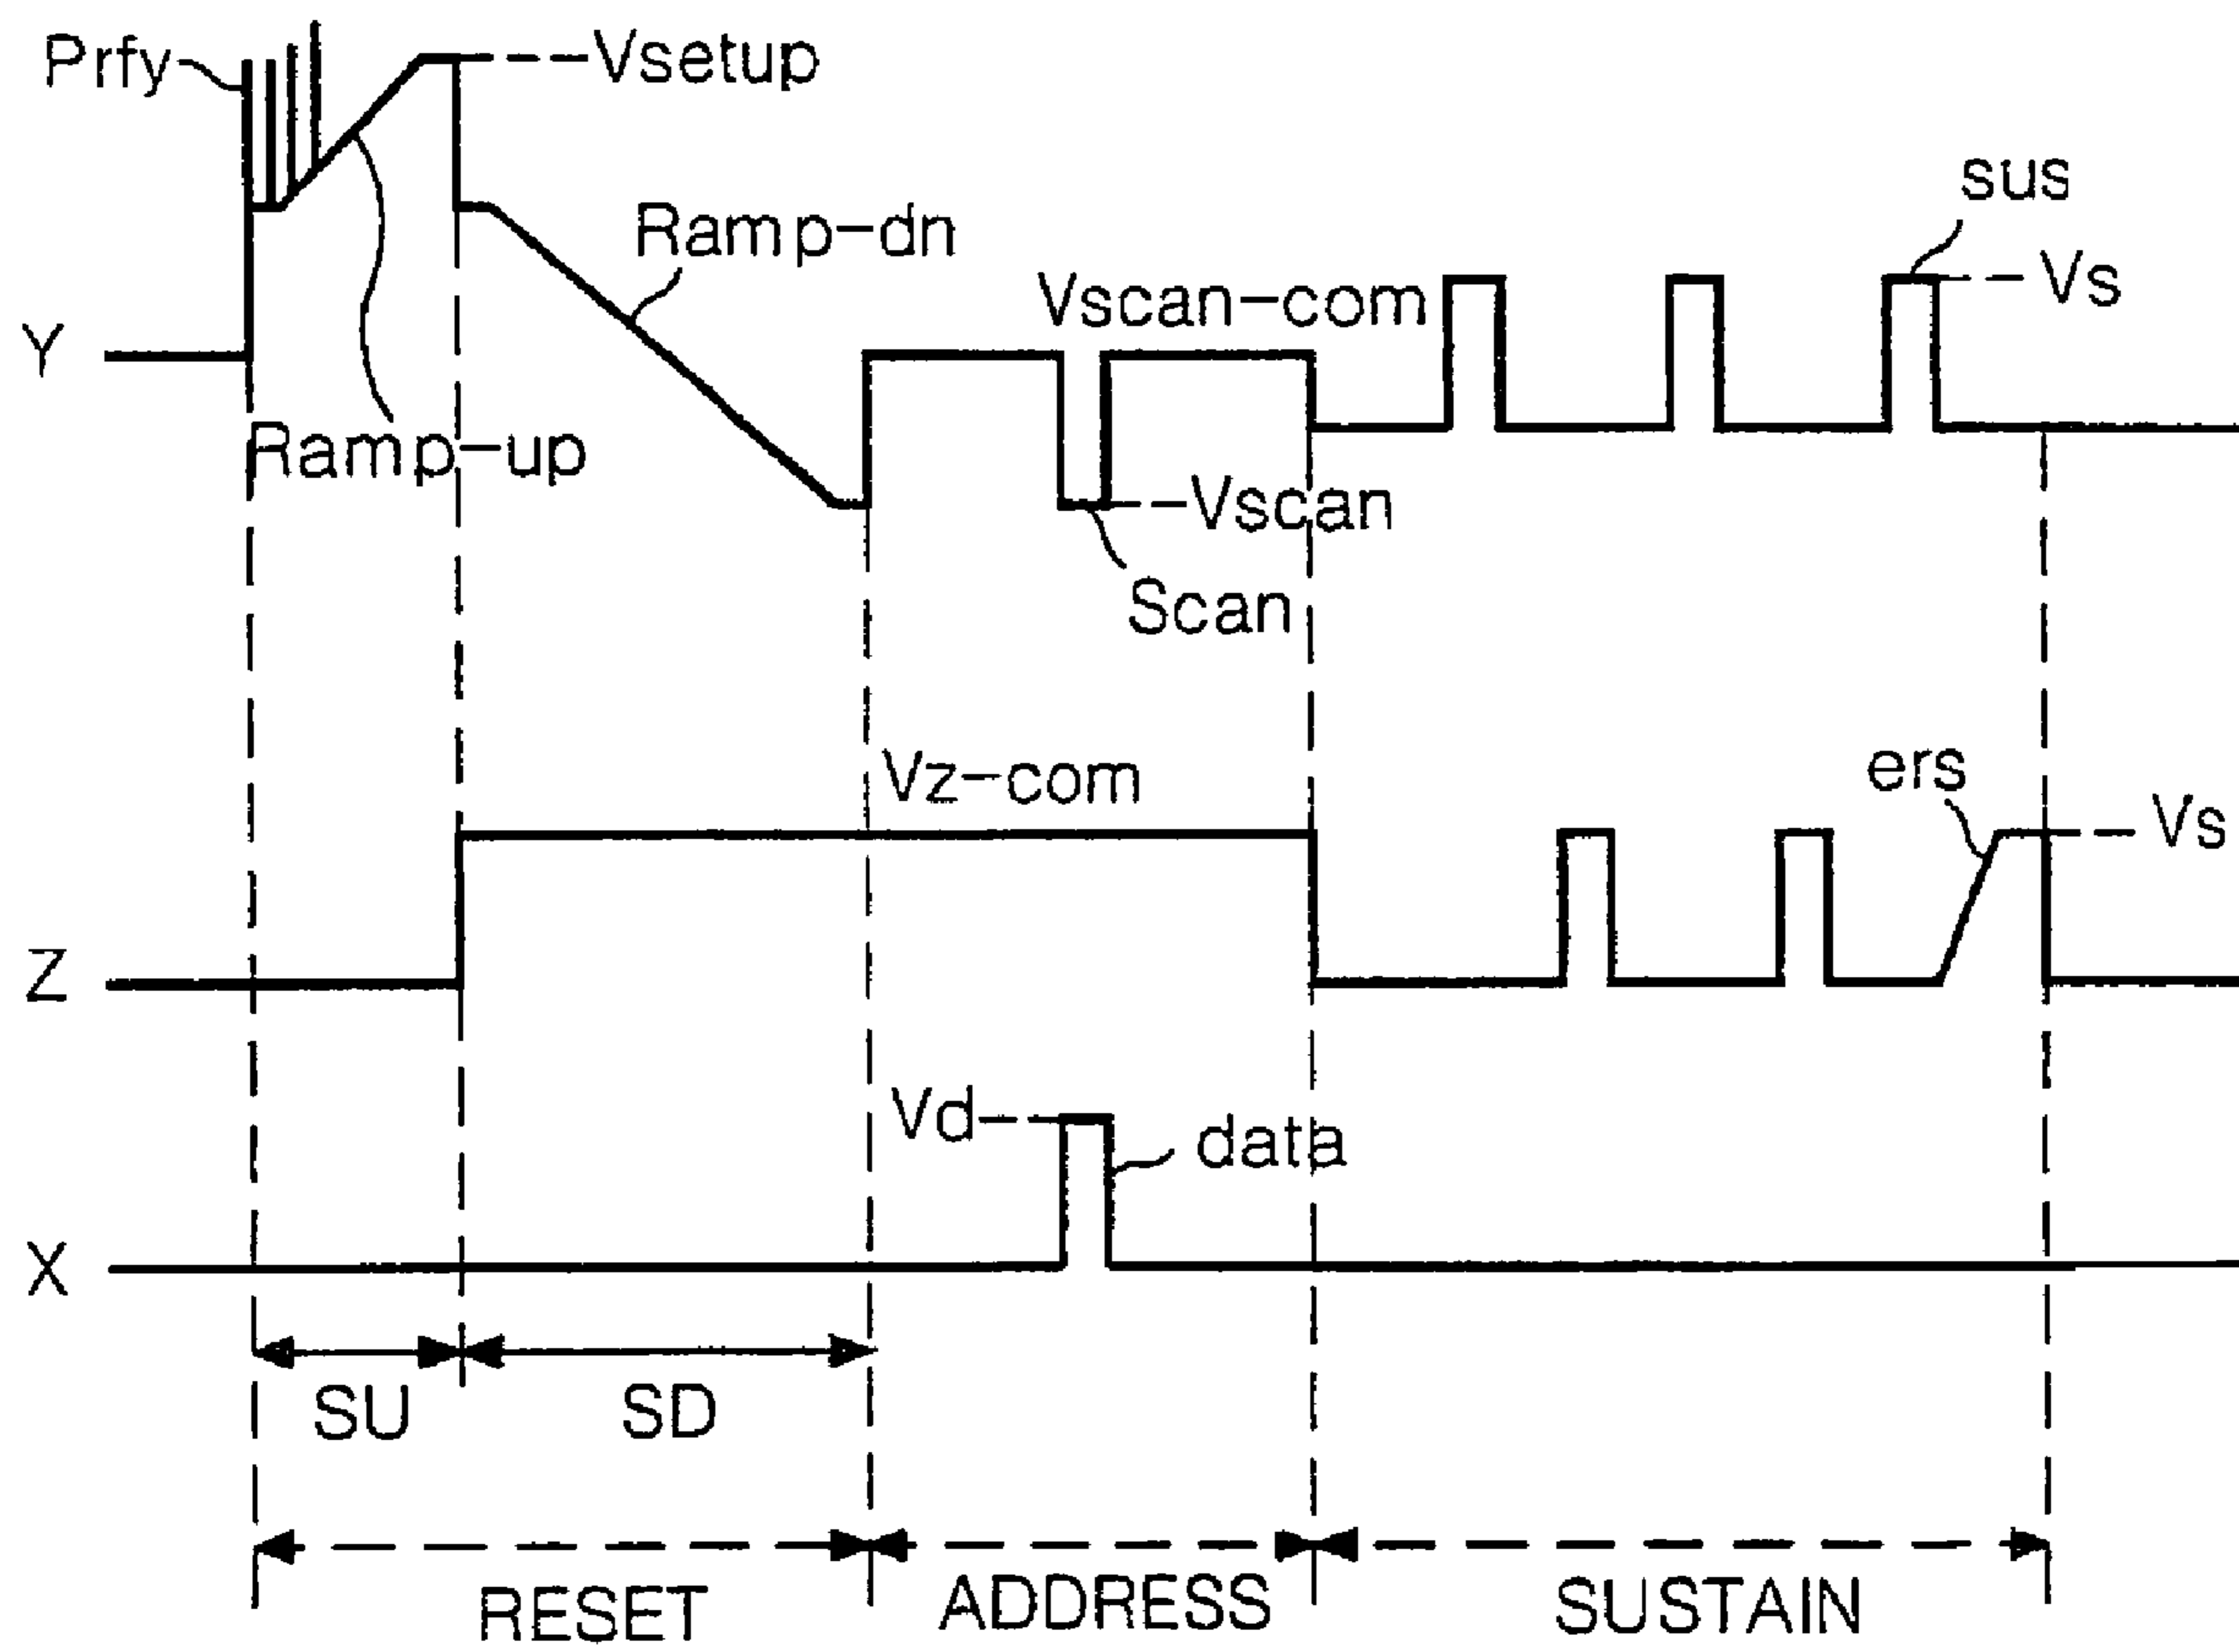 Prfy
Vsetup
sus
Ramp-dn
Vscan-com
Vs
Y
Ramp-up
Vscan
Scan
Vz-com
ers
Vs
Z
Vd
data
X
SU
SD
RESET
ADDRESS
SUSTAIN